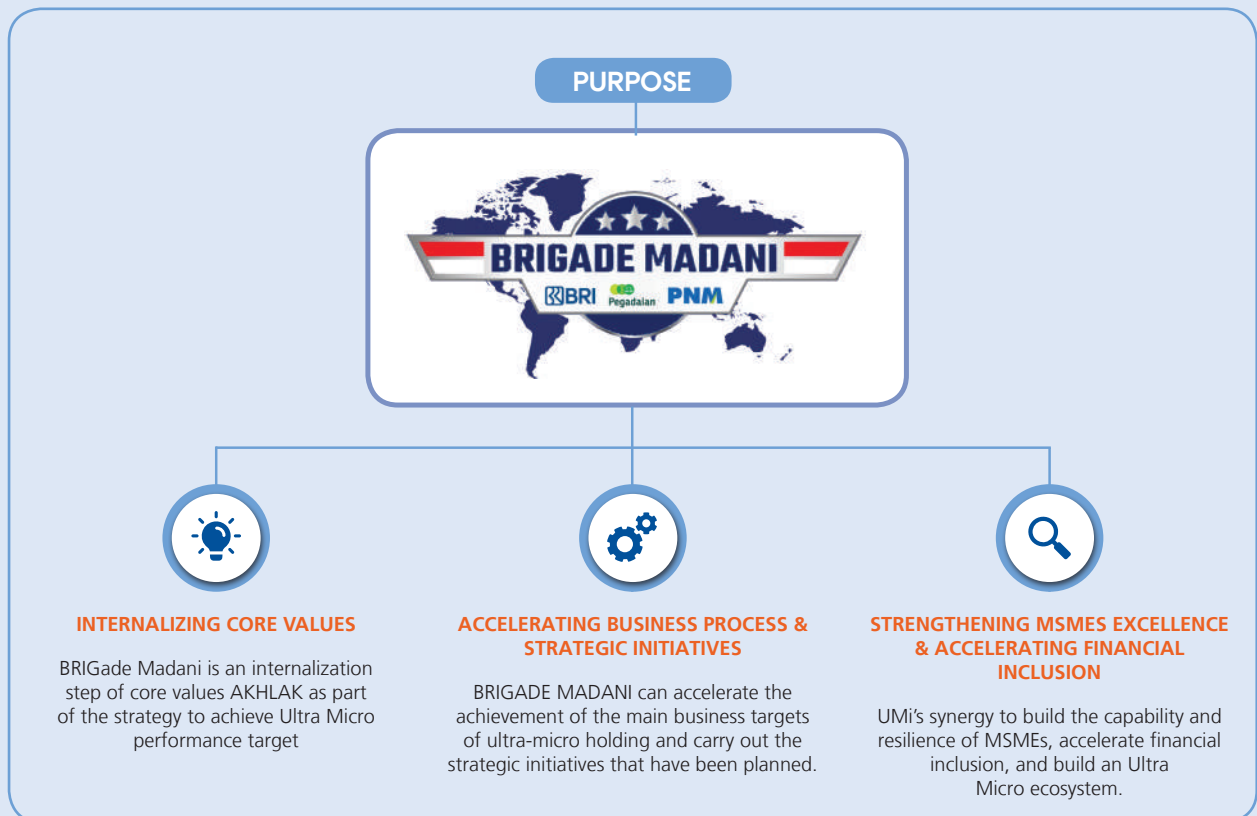 PURPOSE
BRIGADE MADANI
BRI Pegadaian PNM
INTERNALIZING CORE VALUES
BRIGade Madani is an internalization
step of core values AKHLAK as part
of the strategy to achieve Ultra Micro
performance target
ACCELERATING BUSINESS PROCESS &
STRATEGIC INITIATIVES
BRIGADE MADANI can accelerate the
achievement of the main business targets
of ultra-micro holding and carry out the
strategic initiatives that have been planned.
STRENGTHENING MSMES EXCELLENCE
& ACCELERATING FINANCIAL
INCLUSION
UMi’s synergy to build the capability and
resilience of MSMEs, accelerate financial
inclusion, and build an Ultra
Micro ecosystem.